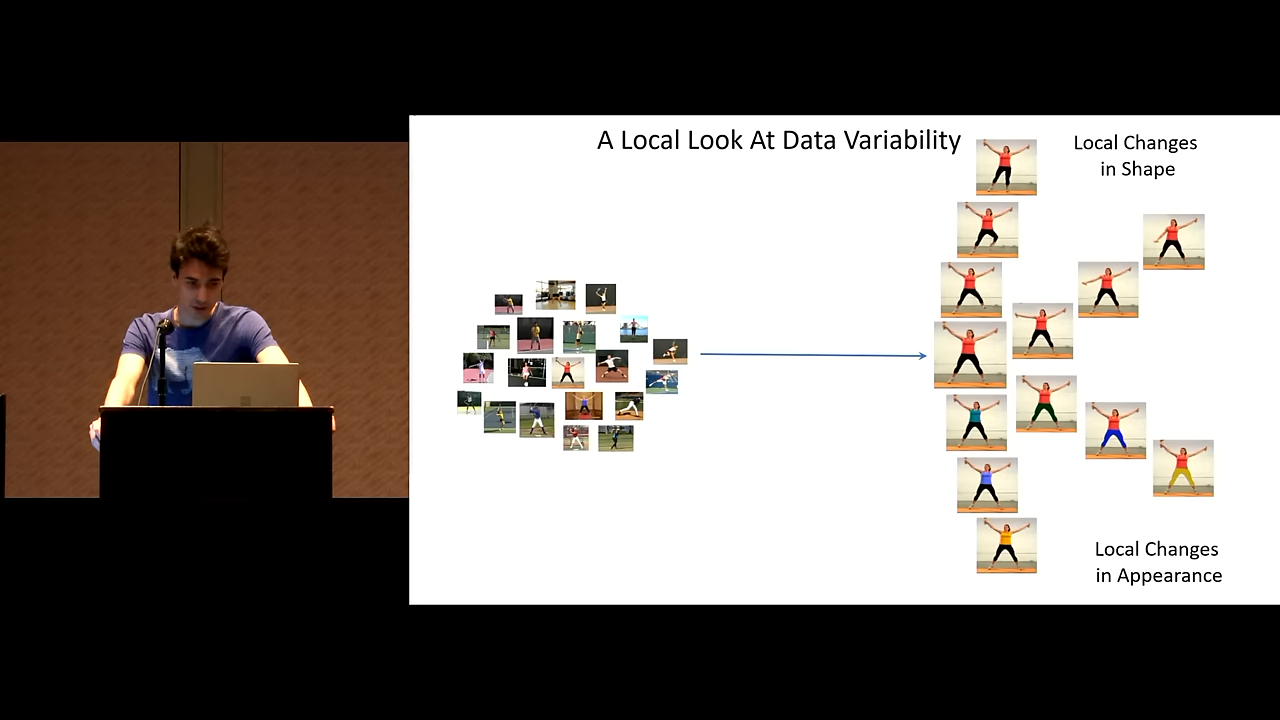 A Local Look At Data Variability
Local Changes
in Shape
Local Changes
in Appearance